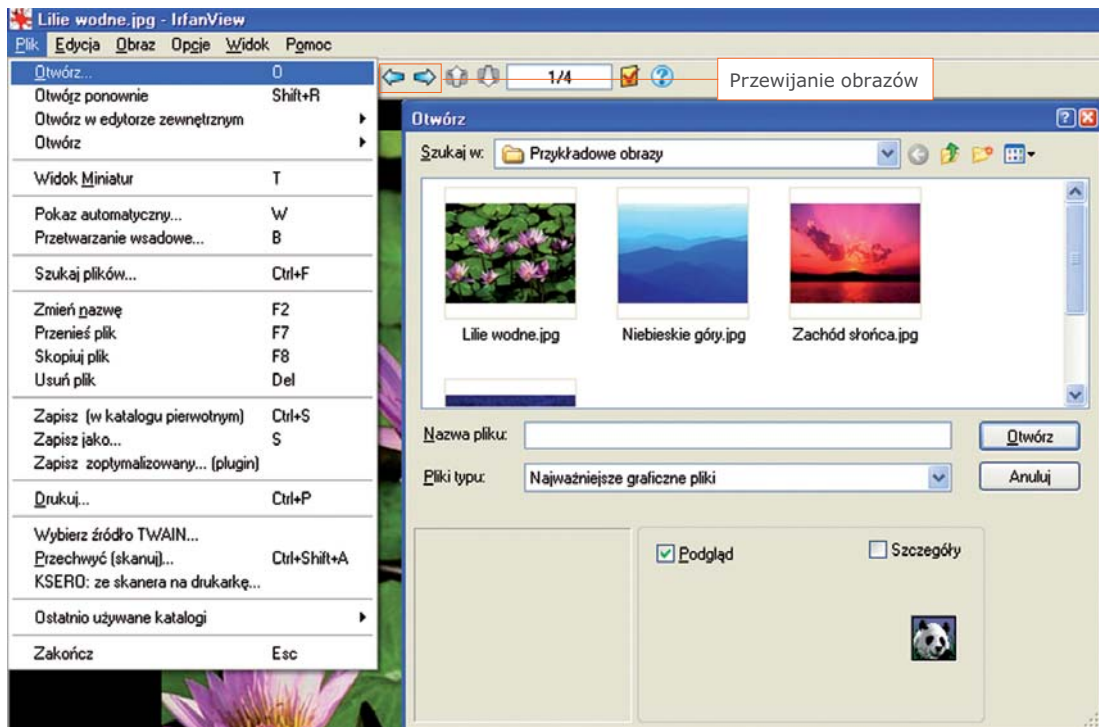 Lilie wodne.jpg - IrfanView
Plik Edycja Obraz Opcje Widok Pomoc
Otwórz... O
Otwórz ponownie Shift+R
Otwórz w edytorze zewnętrznym
Otwórz
Widok Miniatur T
Pokaz automatyczny... W
Przetwarzanie wsadowe... B
Szukaj plików... Ctrl+F
Zmień nazwę F2
Przenieś plik F7
Skopiuj plik F8
Usuń plik Del
Zapisz (w katalogu pierwotnym) Ctrl+S
Zapisz jako... S
Zapisz zoptymalizowany... (plugin)
Drukuj... Ctrl+P
Wybierz źródło TWAIN...
Przechwyć (skanuj)... Ctrl+Shift+A
KSERO: ze skanera na drukarkę...
Ostatnio używane katalogi
Zakończ Esc
1/4
Przewijanie obrazów
Otwórz
Szukaj w: Przykładowe obrazy
Lilie wodne.jpg Niebieskie góry.jpg Zachód słońca.jpg
Nazwa pliku: Otwórz
Pliki typu: Najważniejsze graficzne pliki Anuluj
Podgląd Szczegóły